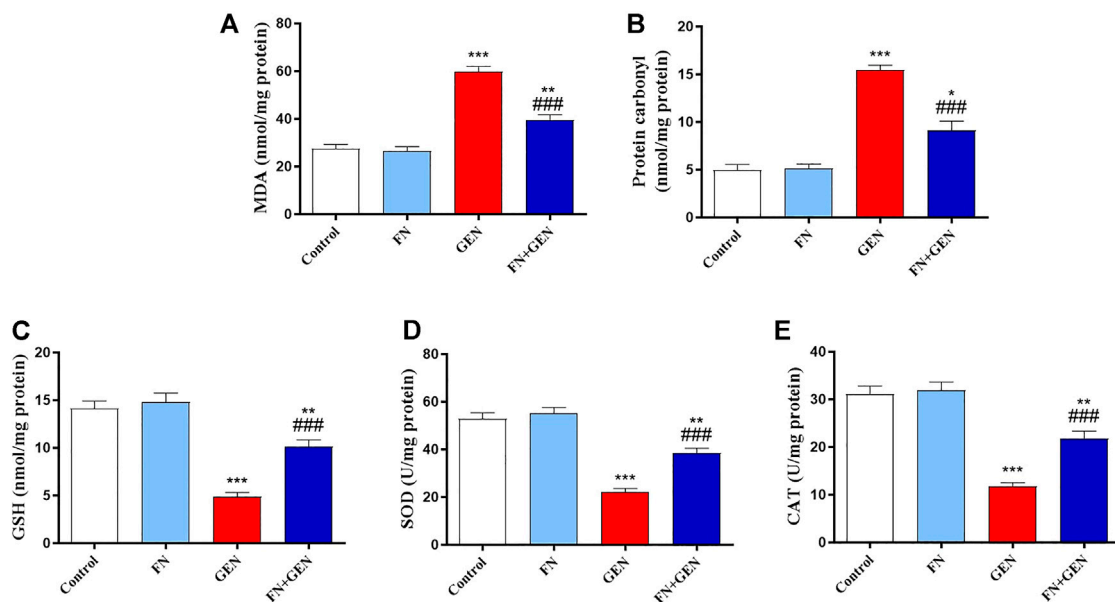 A
MDA (nmol/mg protein)
80
60
40
20
0
***
**
###
Control
FN
GEN
FN+GEN
B
Protein carbonyl
(nmol/mg protein)
20
15
10
5
0
***
*
###
Control
FN
GEN
FN+GEN
C
GSH (nmol/mg protein)
20
15
10
5
0
***
**
###
Control
FN
GEN
FN+GEN
D
SOD (U/mg protein)
80
60
40
20
0
***
**
###
Control
FN
GEN
FN+GEN
E
CAT (U/mg protein)
40
30
20
10
0
***
**
###
Control
FN
GEN
FN+GEN